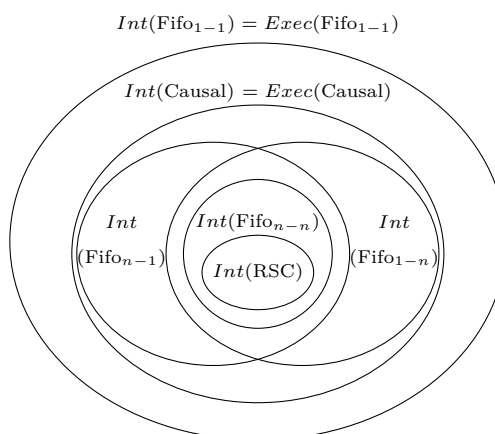 Int(Fifo₁₋₁) = Exec(Fifo₁₋₁)
Int(Causal) = Exec(Causal)
Int
(Fifoₙ₋₁)
Int(Fifoₙ₋ₙ)
Int
(Fifo₁₋ₙ)
Int(RSC)